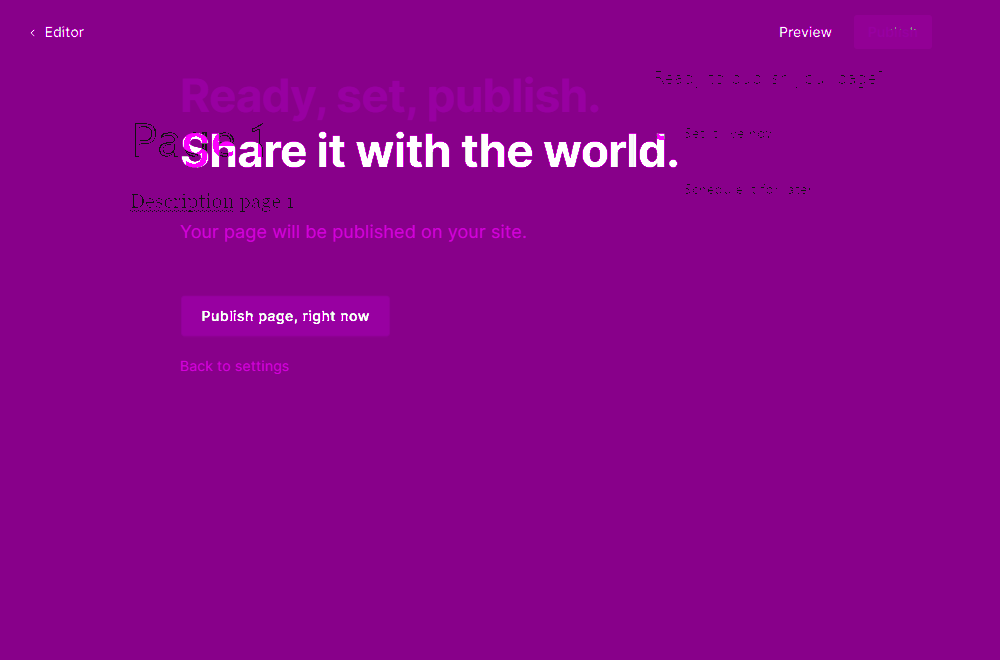 Editor
Preview
Ready, set, publish.
Ready to publish your page?
Page 1
Share it with the world.
Set it live now
Schedule it for later
Description page 1
Your page will be published on your site.
Publish page, right now
Back to settings